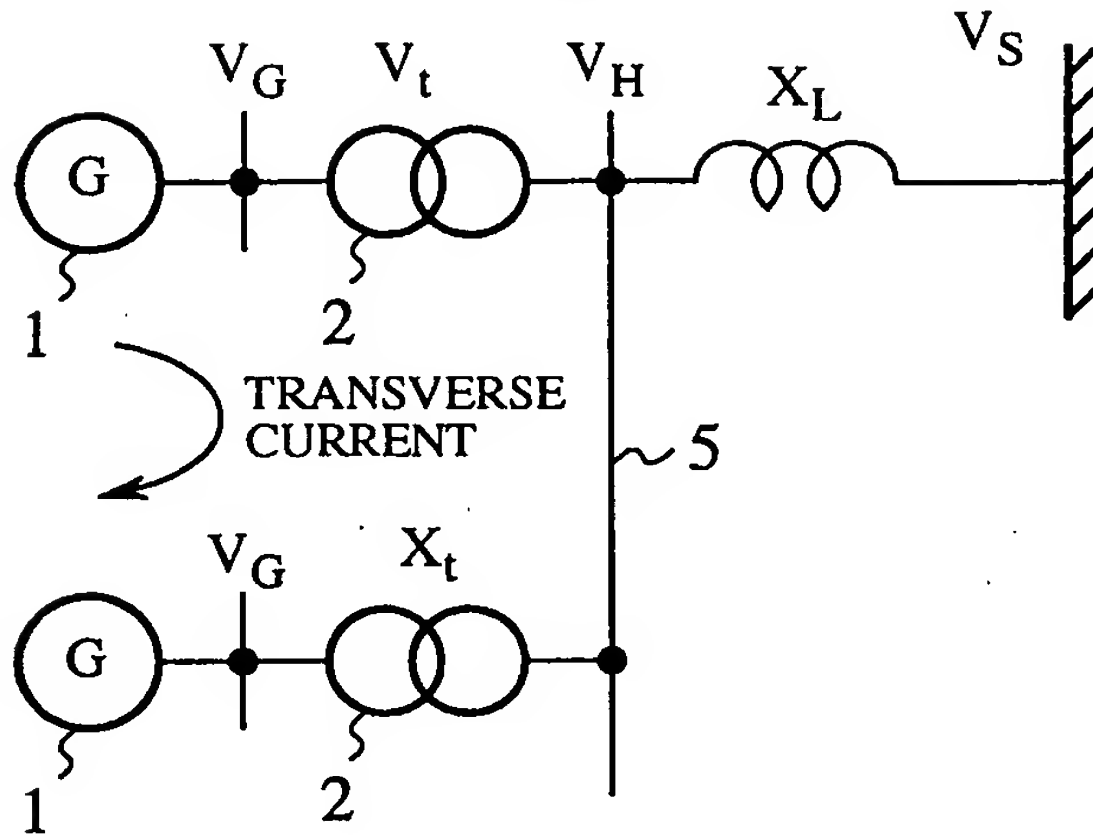 V_G V_t V_H X_L V_S
G
1 2
TRANSVERSE
CURRENT
5
V_G X_t
G
1 2